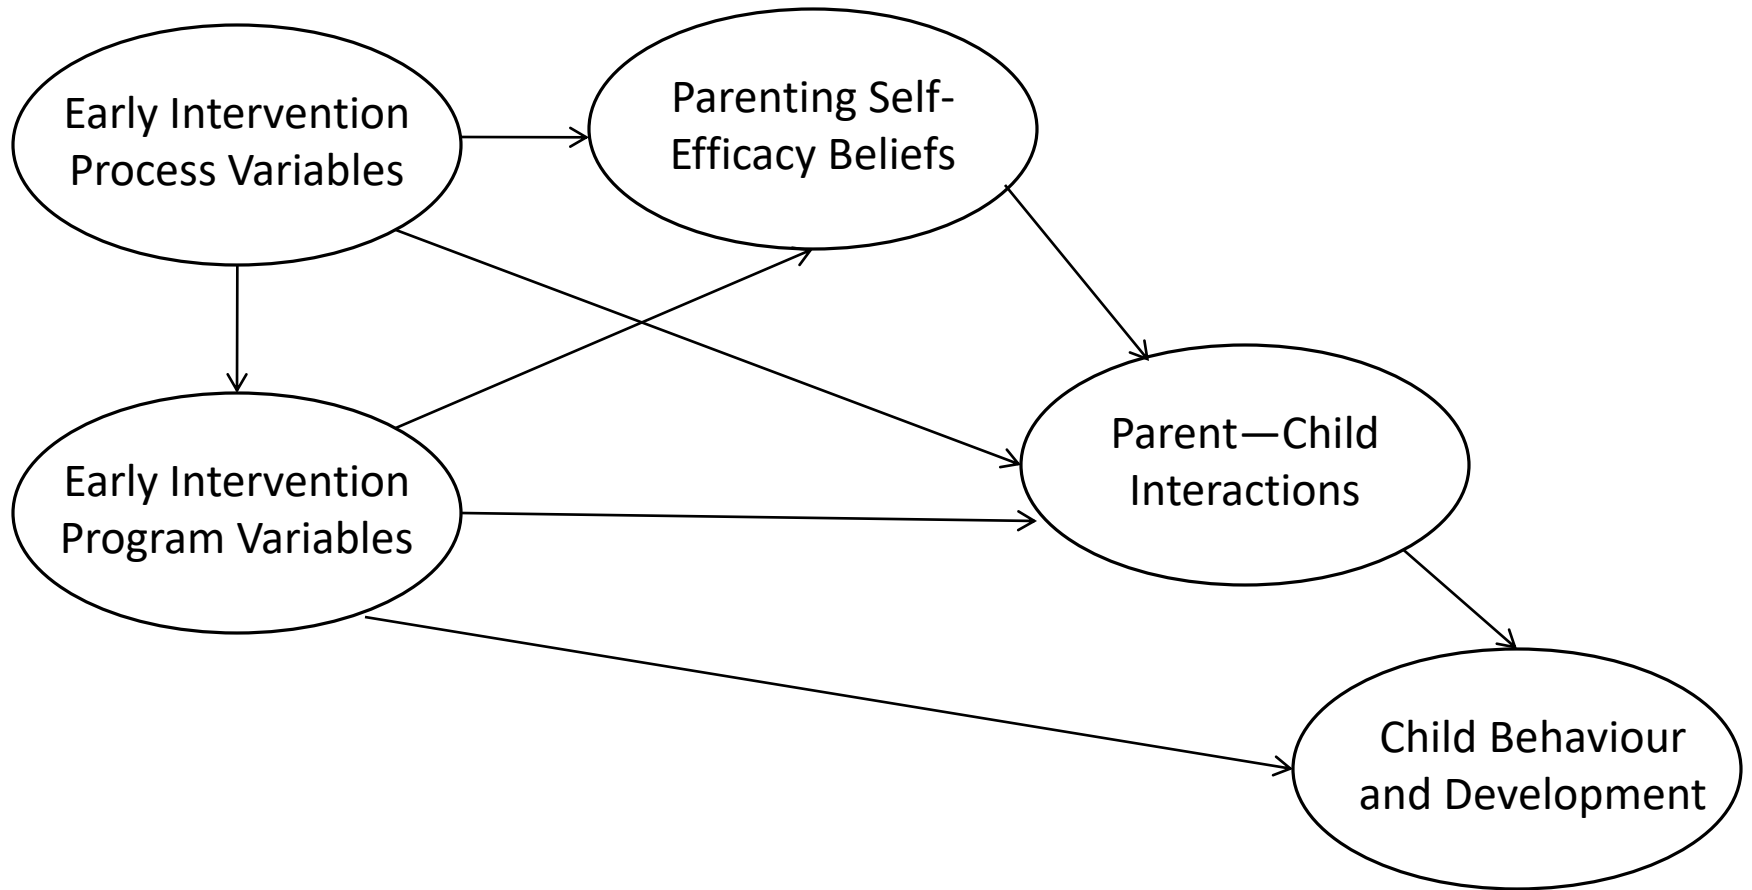 Early Intervention
Process Variables
Parenting Self-
Efficacy Beliefs
Early Intervention
Program Variables
Parent—Child
Interactions
Child Behaviour
and Development